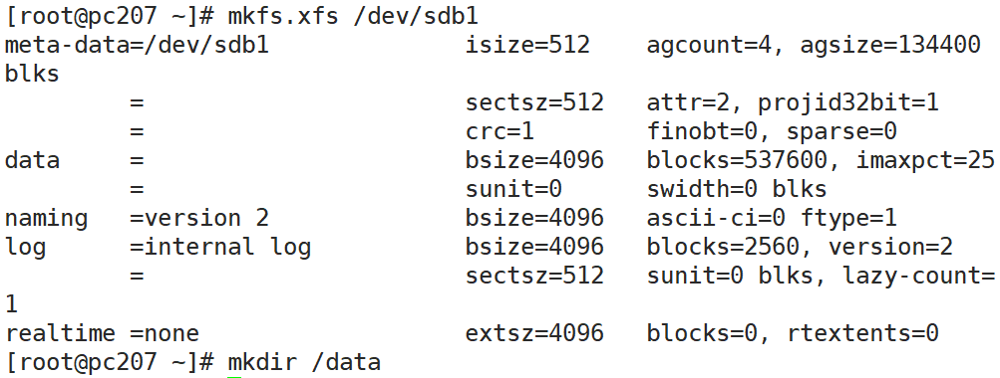 [root@pc207 ~]# mkfs.xfs /dev/sdb1
meta-data=/dev/sdb1              isize=512    agcount=4, agsize=134400
blks
         =                       sectsz=512   attr=2, projid32bit=1
         =                       crc=1        finobt=0, sparse=0
data     =                       bsize=4096   blocks=537600, imaxpct=25
         =                       sunit=0      swidth=0 blks
naming   =version 2              bsize=4096   ascii-ci=0 ftype=1
log      =internal log           bsize=4096   blocks=2560, version=2
         =                       sectsz=512   sunit=0 blks, lazy-count=
1
realtime =none                   extsz=4096   blocks=0, rtextents=0
[root@pc207 ~]# mkdir /data